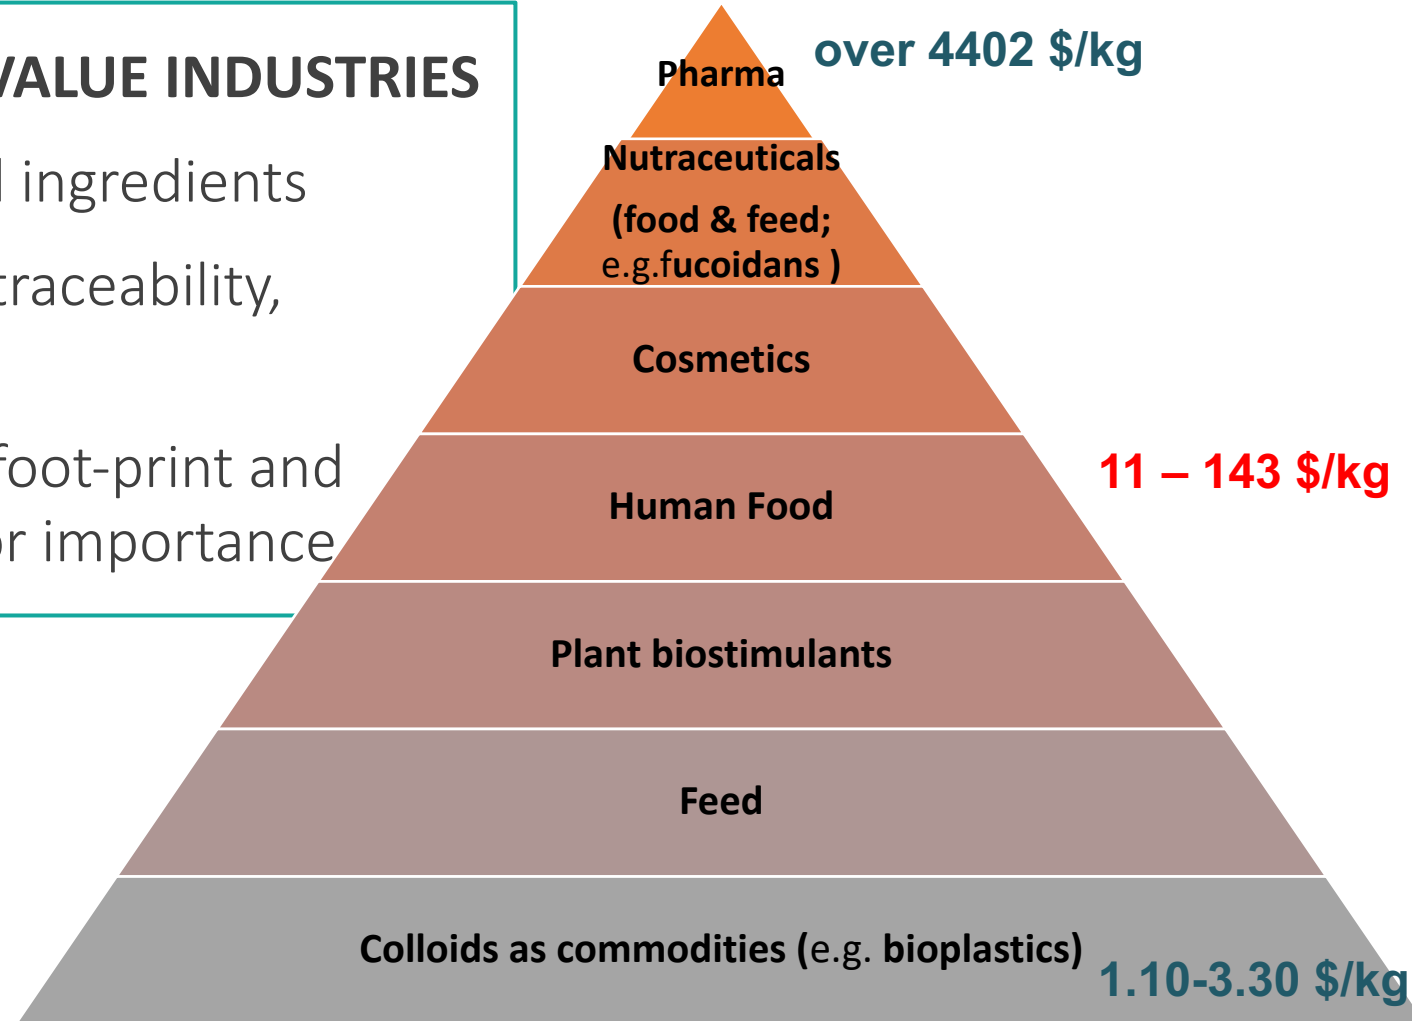 VALUE INDUSTRIES
ingredients
traceability,
foot-print and
or importance
Pharma
over 4402 $/kg
Nutraceuticals
(food & feed;
e.g.fucoidans )
Cosmetics
Human Food
11 – 143 $/kg
Plant biostimulants
Feed
Colloids as commodities (e.g. bioplastics)
1.10-3.30 $/kg